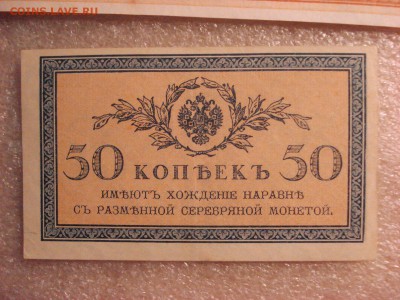 COINS.LAVE.RU
50 КОПѢЕКЪ 50
ИМѢЮТЪ ХОЖДЕНІЕ НАРАВНѢ
СЪ РАЗМѢННОЙ СЕРЕБРЯНОЙ МОНЕТОЙ.